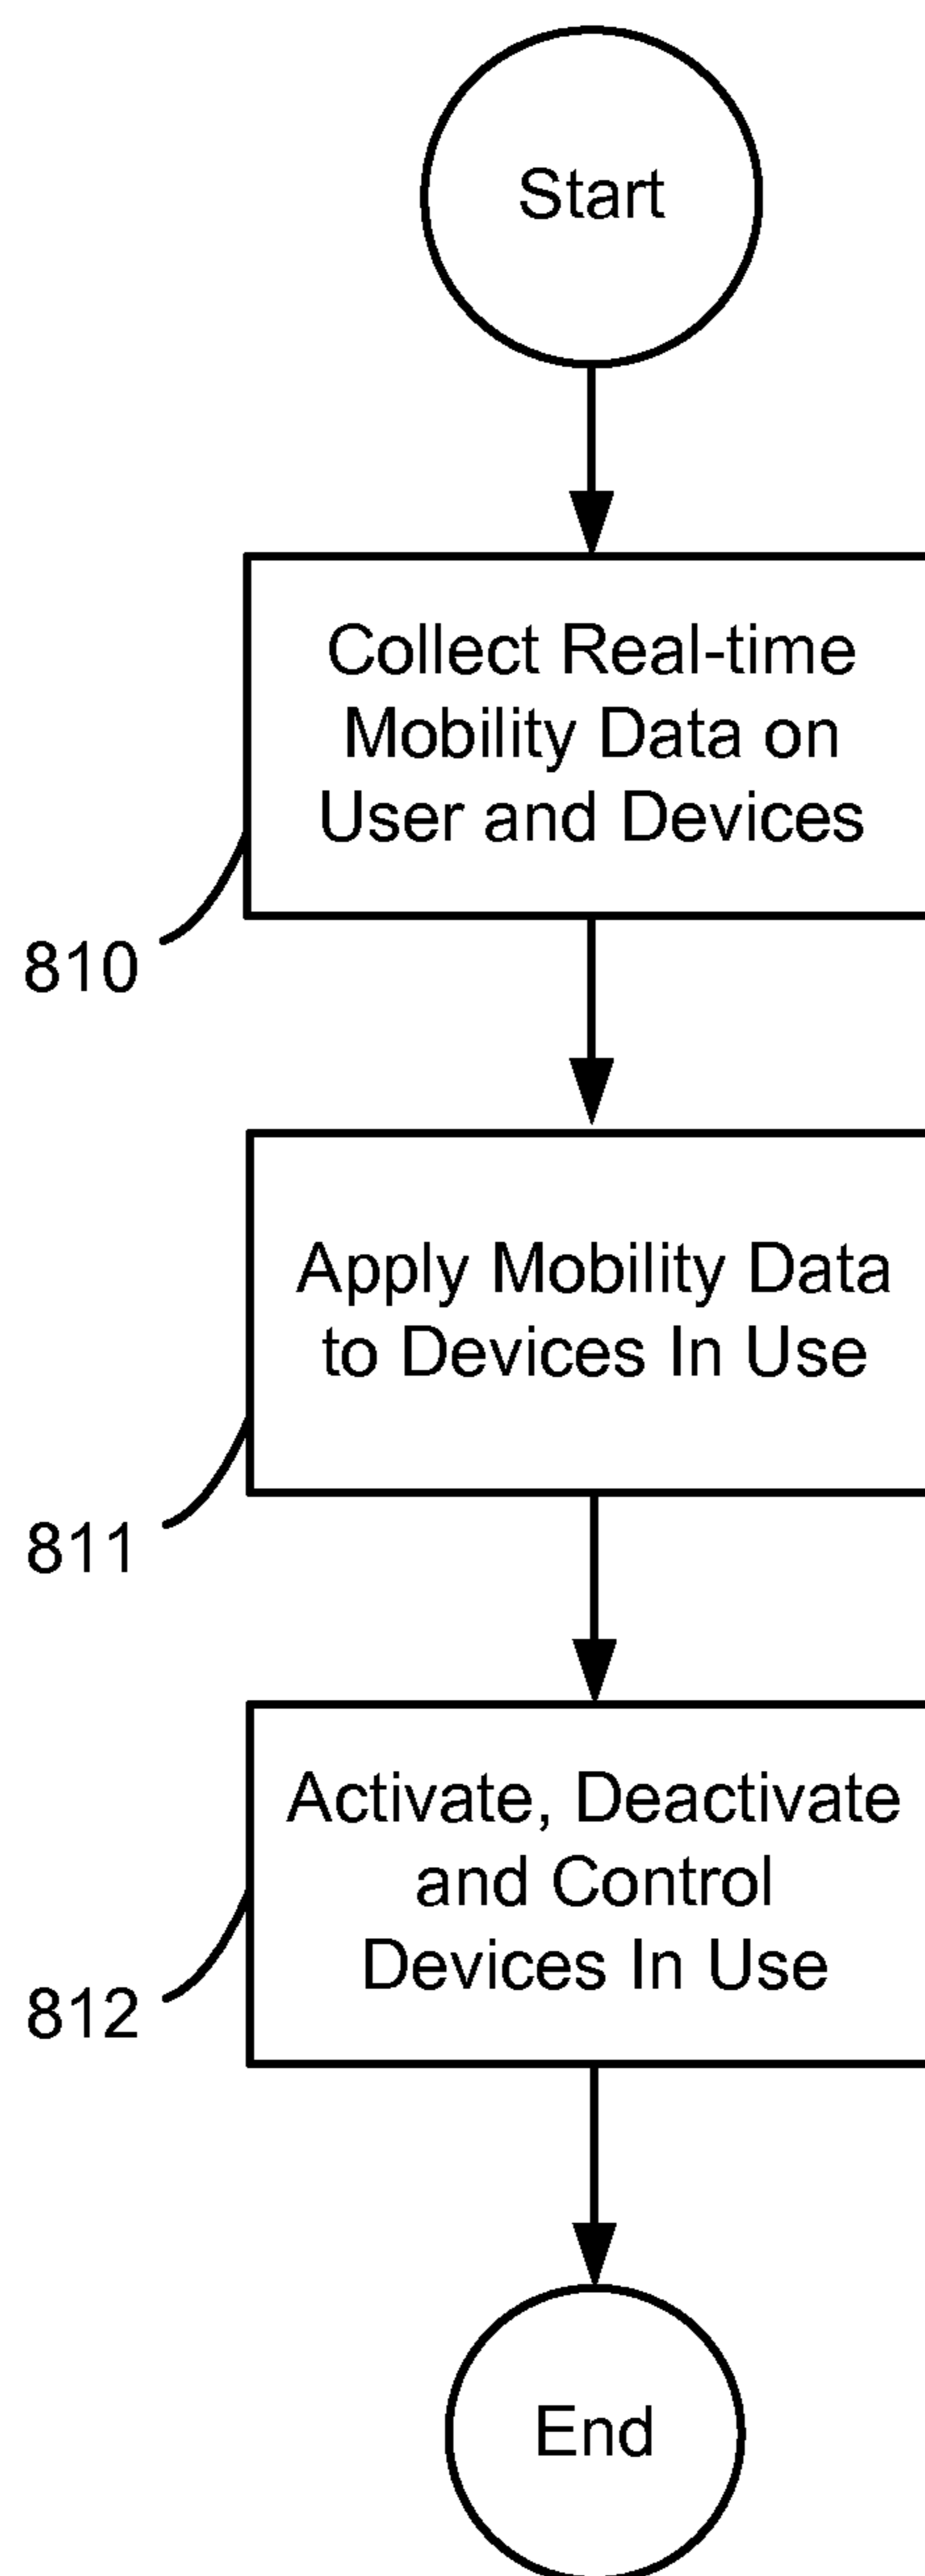 Start
Collect Real-time
Mobility Data on
User and Devices
810
Apply Mobility Data
to Devices In Use
811
Activate, Deactivate
and Control
Devices In Use
812
End